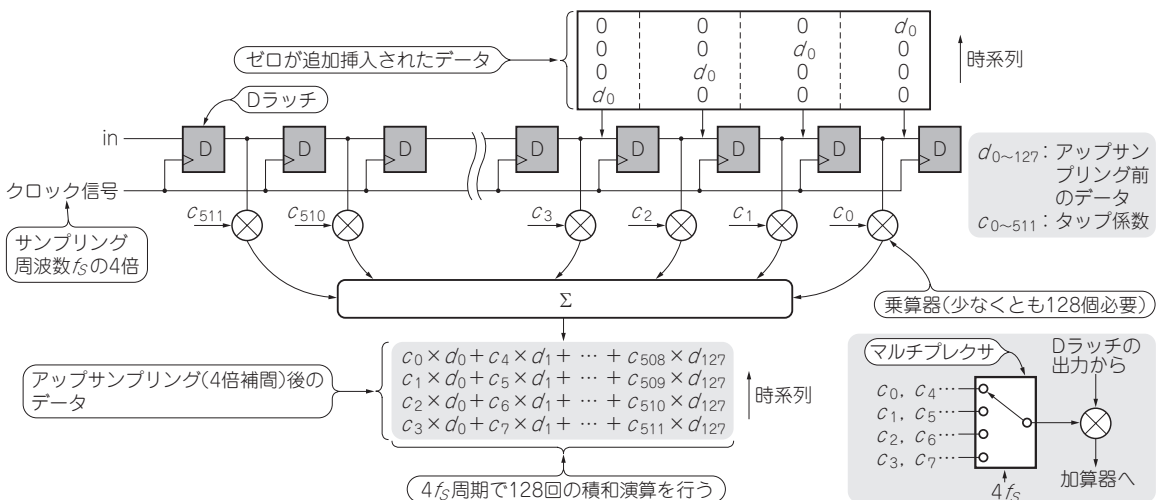 ゼロが追加挿入されたデータ
0 0 0 d0
0 0 d0 0
0 d0 0 0
d0 0 0 0
時系列
Dラッチ
in
D D D D D D D
クロック信号
サンプリング
周波数fSの4倍
c511 c510 c3 c2 c1 c0
d0~127：アップサン
プリング前
のデータ
c0~511：タップ係数
Σ
乗算器(少なくとも128個必要)
アップサンプリング(4倍補間)後の
データ
c0×d0+c4×d1+ … +c508×d127
c1×d0+c5×d1+ … +c509×d127
c2×d0+c6×d1+ … +c510×d127
c3×d0+c7×d1+ … +c511×d127
時系列
4fS周期で128回の積和演算を行う
マルチプレクサ
Dラッチの
出力から
c0, c4…
c1, c5…
c2, c6…
c3, c7…
4fS
加算器へ